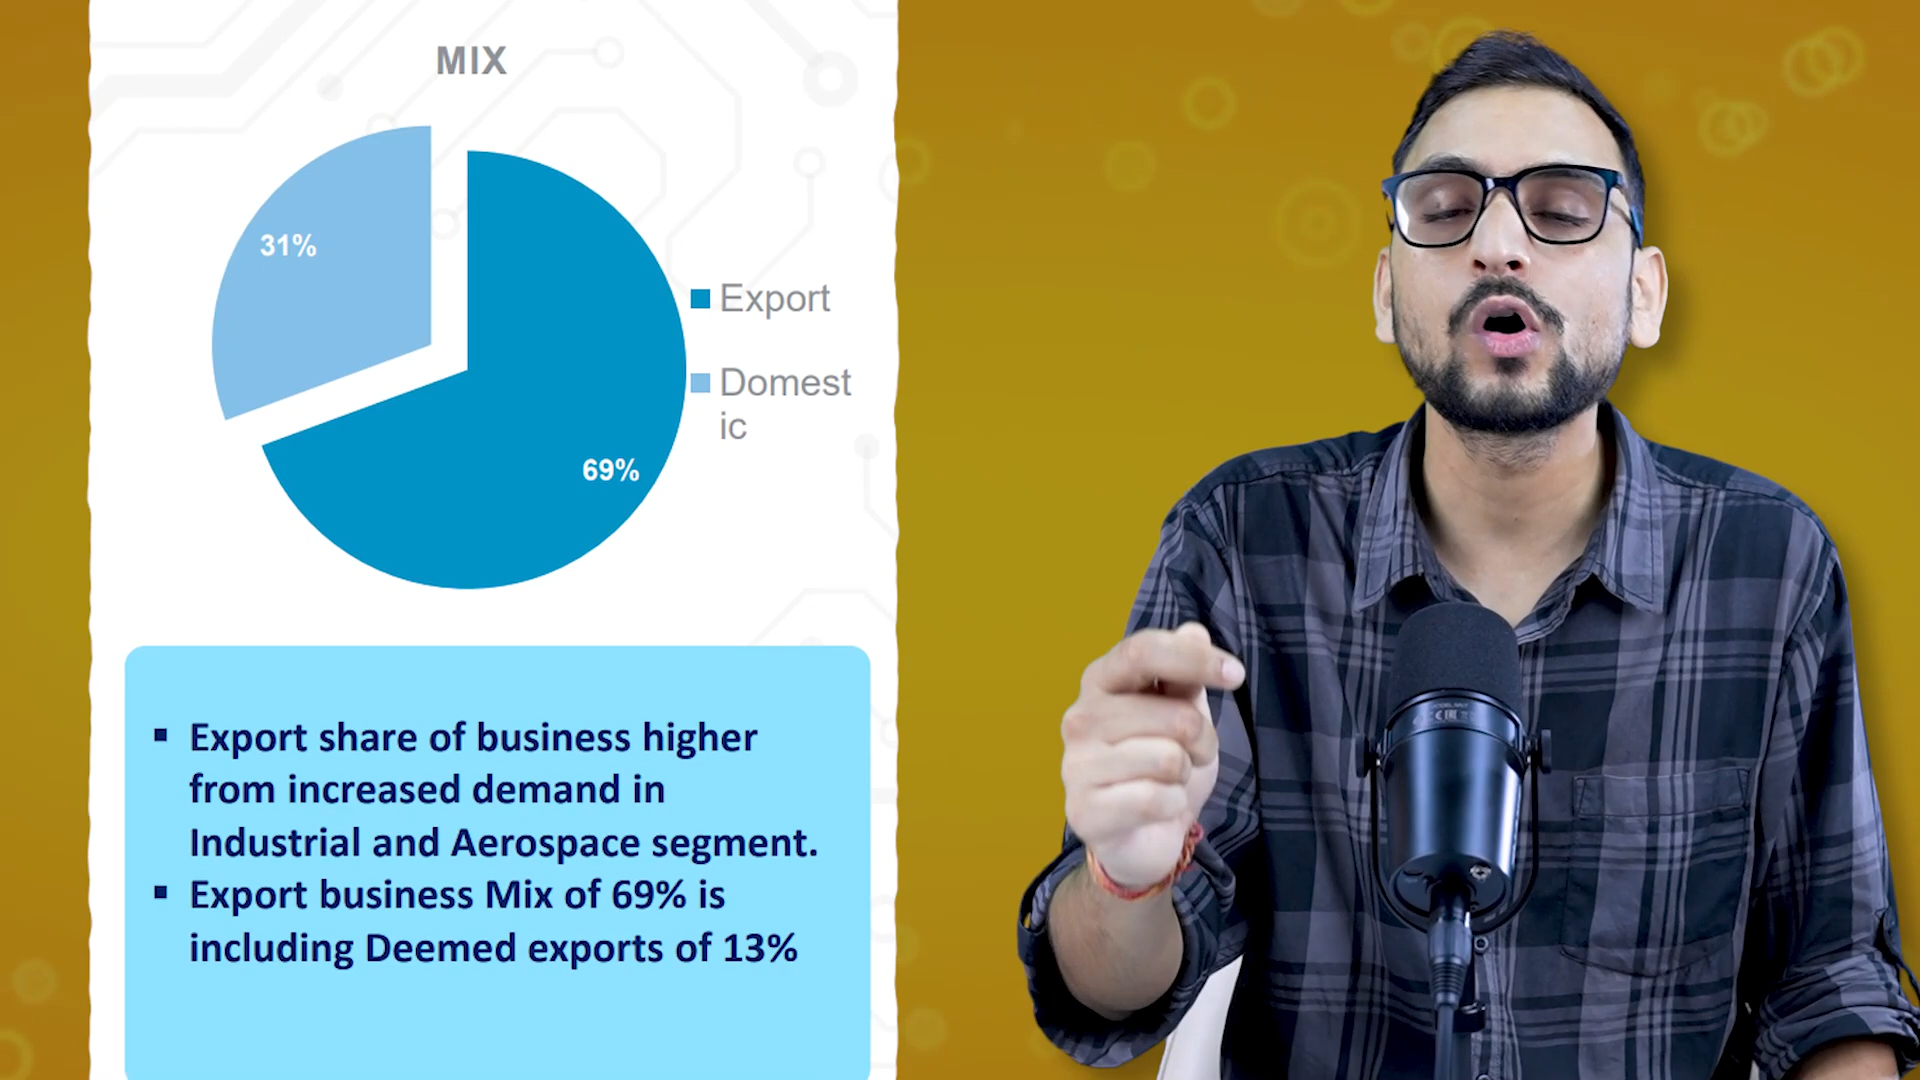 MIX
31%
69%
Export
Domest
ic
▪ Export share of business higher
from increased demand in
Industrial and Aerospace segment.
▪ Export business Mix of 69% is
including Deemed exports of 13%